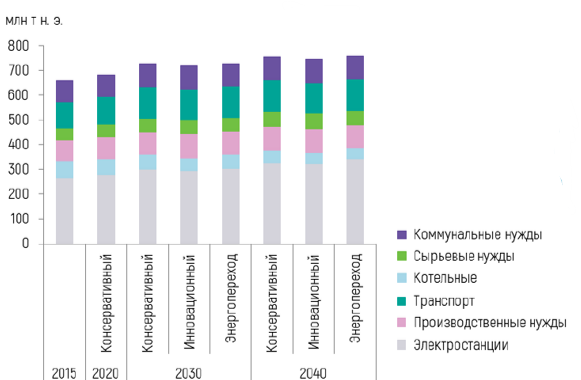 млн т н. э.
800
700
600
500
400
300
200
100
0
Консервативный
Консервативный
Инновационный
Энергопереход
Консервативный
Инновационный
Энергопереход
2015
2020
2030
2040
Коммунальные нужды
Сырьевые нужды
Котельные
Транспорт
Производственные нужды
Электростанции